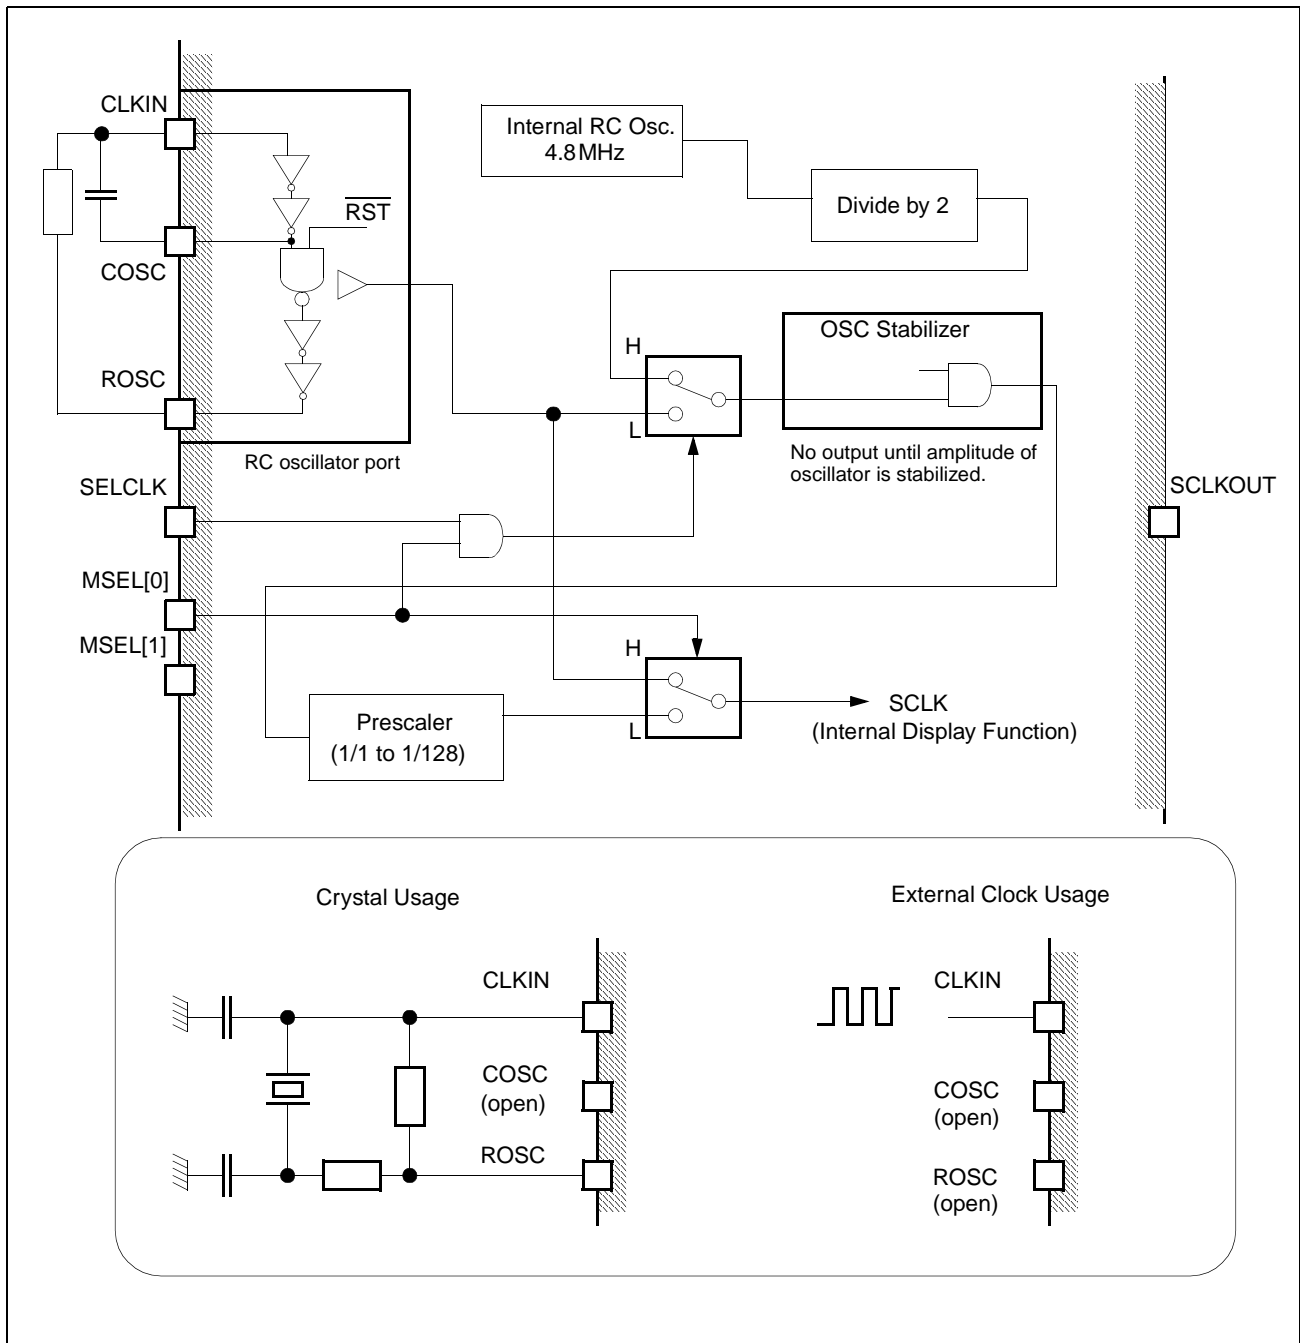 CLKIN
Internal RC Osc.
4.8MHz
Divide by 2
RST
COSC
OSC Stabilizer
H
ROSC
L
RC oscillator port
No output until amplitude of
oscillator is stabilized.
SELCLK
SCLKOUT
MSEL[0]
MSEL[1]
H
Prescaler
(1/1 to 1/128)
L
SCLK
(Internal Display Function)
Crystal Usage
External Clock Usage
CLKIN
COSC
(open)
ROSC
CLKIN
COSC
(open)
ROSC
(open)